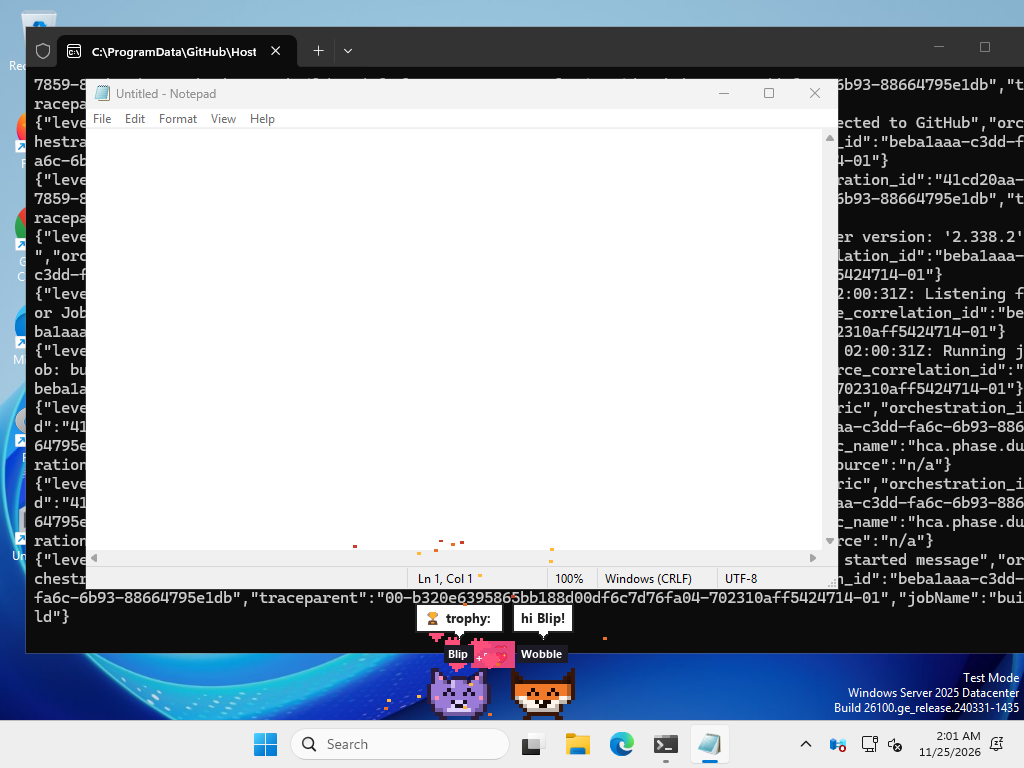 C:\ProgramData\GitHub\Host
Untitled - Notepad
File Edit Format View Help
6b93-88664795e1db","t
racepa
{"leve
ected to GitHub","orc
hestra
_id":"beba1aaa-c3dd-f
a6c-6b
4-01"}
{"leve
ration_id":"41cd20aa-
7859-8
6b93-88664795e1db","t
racepa
{"leve
er version: '2.338.2'
","orc
lation_id":"beba1aaa-
c3dd-f
5424714-01"}
{"leve
2:00:31Z: Listening f
or Job
e_correlation_id":"be
ba1aaa
2310aff5424714-01"}
{"leve
02:00:31Z: Running j
ob: bu
rce_correlation_id":"
beba1a
702310aff5424714-01"}
{"leve
ric","orchestration_i
d":"41
aa-c3dd-fa6c-6b93-886
64795e
c_name":"hca.phase.du
ration
ource":"n/a"}
{"leve
ric","orchestration_i
d":"41
aa-c3dd-fa6c-6b93-886
64795e
c_name":"hca.phase.du
ration
rce":"n/a"}
{"leve
started message","or
chestr
_id":"beba1aaa-c3dd-
Ln 1, Col 1 100% Windows (CRLF) UTF-8
fa6c-6b93-88664795e1db","traceparent":"00-b320e6395865bb188d00df6c7d76fa04-702310aff5424714-01","jobName":"bui
ld"}
trophy:
hi Blip!
Blip
Wobble
Test Mode
Windows Server 2025 Datacenter
Build 26100.ge_release.240331-1435
Search
2:01 AM
11/25/2026